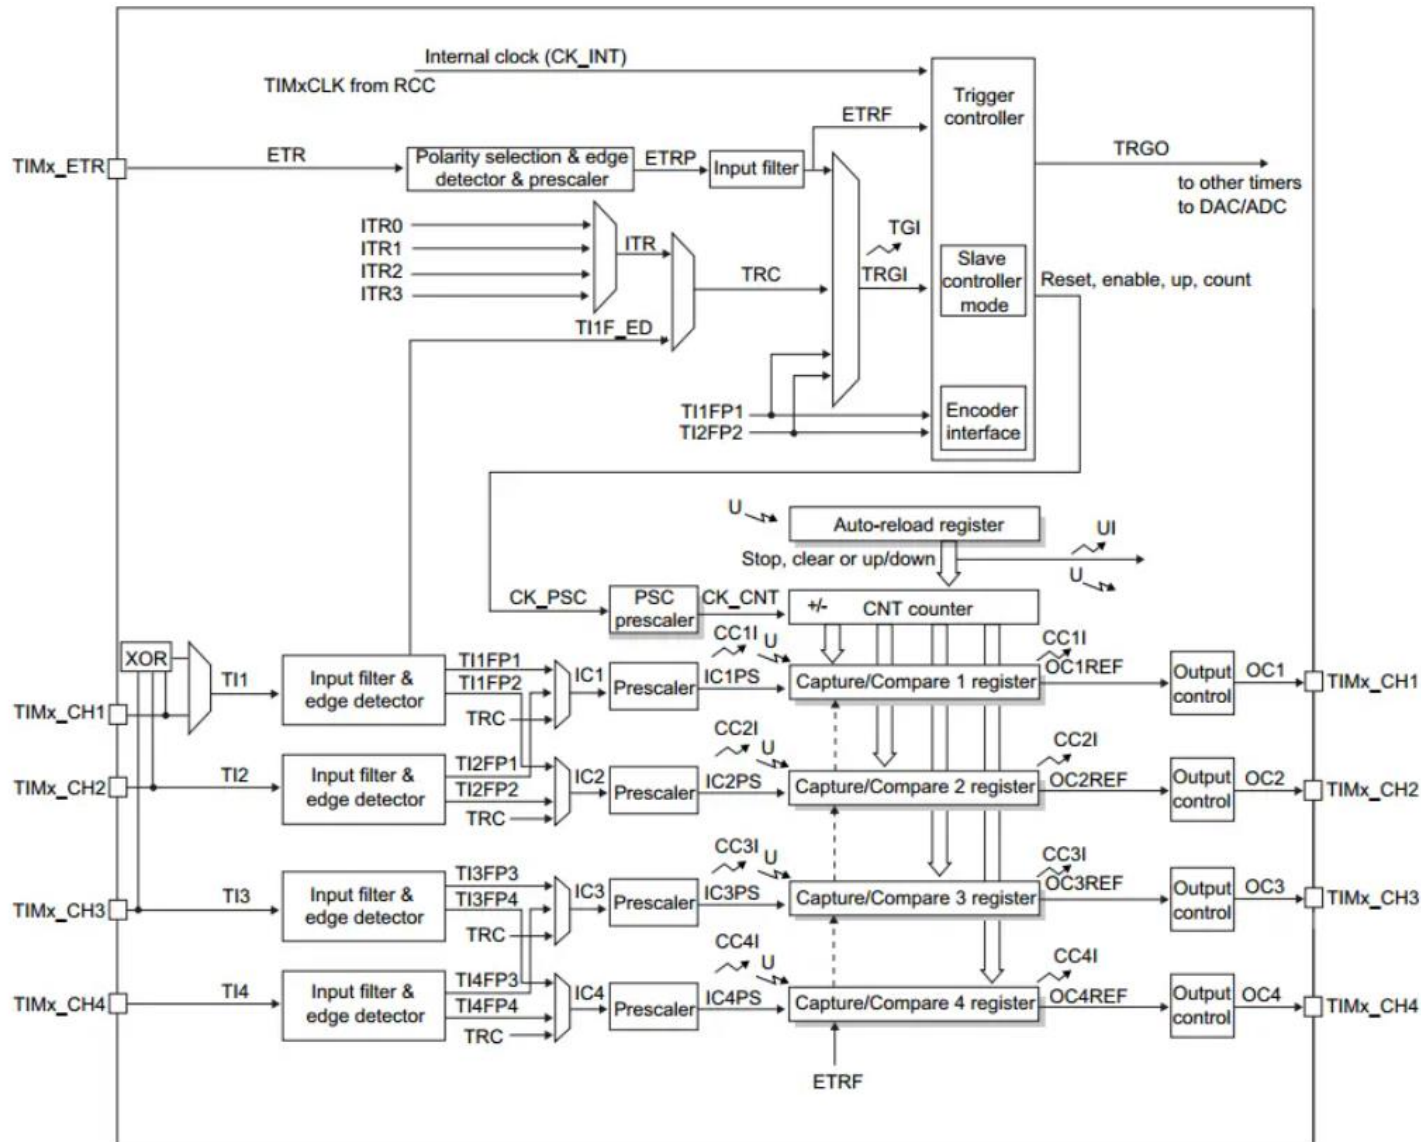 Internal clock (CK_INT)
TIMxCLK from RCC
Trigger
controller
ETRF
TIMx_ETR
ETR
Polarity selection & edge
detector & prescaler
ETRP
Input filter
TRGO
to other timers
to DAC/ADC
ITR0
ITR1
ITR2
ITR3
ITR
TRC
TGI
TRGI
Slave
controller
mode
Reset, enable, up, count
TI1F_ED
TI1FP1
TI2FP2
Encoder
interface
U
Auto-reload register
UI
Stop, clear or up/down
U
CK_PSC
PSC
prescaler
CK_CNT
+/-
CNT counter
XOR
TI1
TIMx_CH1
Input filter &
edge detector
TI1FP1
TI1FP2
TRC
IC1
Prescaler
CC1I
U
IC1PS
Capture/Compare 1 register
CC1I
OC1REF
Output
control
OC1
TIMx_CH1
TIMx_CH2
TI2
Input filter &
edge detector
TI2FP1
TI2FP2
TRC
IC2
Prescaler
CC2I
U
IC2PS
Capture/Compare 2 register
CC2I
OC2REF
Output
control
OC2
TIMx_CH2
TIMx_CH3
TI3
Input filter &
edge detector
TI3FP3
TI3FP4
TRC
IC3
Prescaler
CC3I
U
IC3PS
Capture/Compare 3 register
CC3I
OC3REF
Output
control
OC3
TIMx_CH3
TIMx_CH4
TI4
Input filter &
edge detector
TI4FP3
TI4FP4
TRC
IC4
Prescaler
CC4I
U
IC4PS
Capture/Compare 4 register
CC4I
OC4REF
Output
control
OC4
TIMx_CH4
ETRF